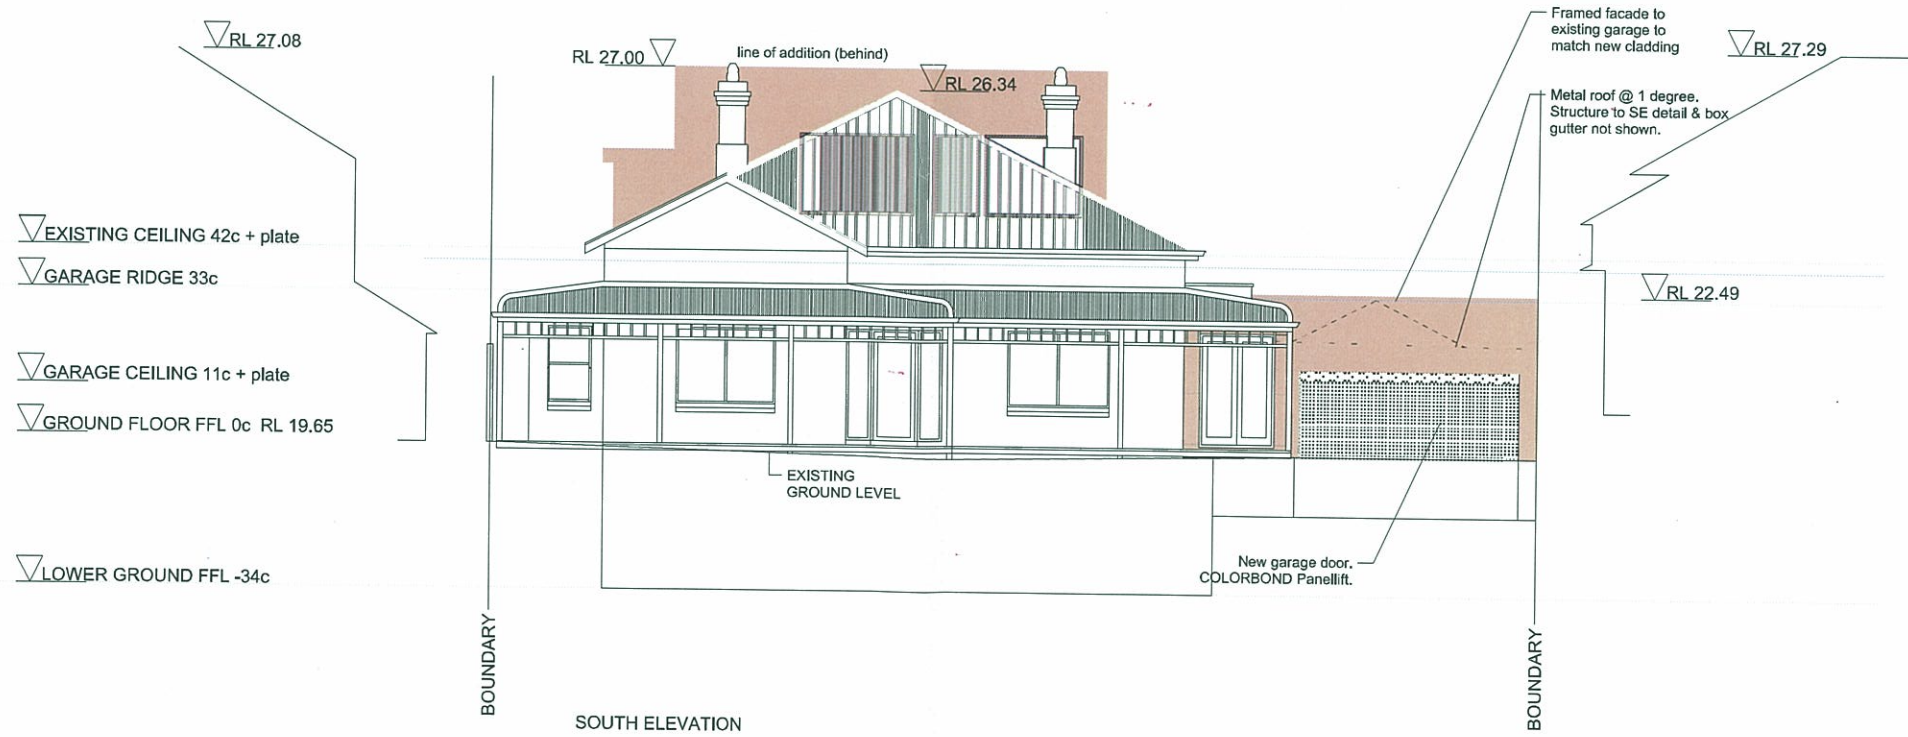 RL 27.08
RL 27.00
line of addition (behind)
RL 26.34
Framed facade to
existing garage to
match new cladding
RL 27.29
Metal roof @ 1 degree.
Structure to SE detail & box
gutter not shown.
EXISTING CEILING 42c + plate
GARAGE RIDGE 33c
RL 22.49
GARAGE CEILING 11c + plate
GROUND FLOOR FFL 0c RL 19.65
EXISTING
GROUND LEVEL
New garage door.
COLORBOND Panellift.
LOWER GROUND FFL -34c
BOUNDARY
BOUNDARY
SOUTH ELEVATION